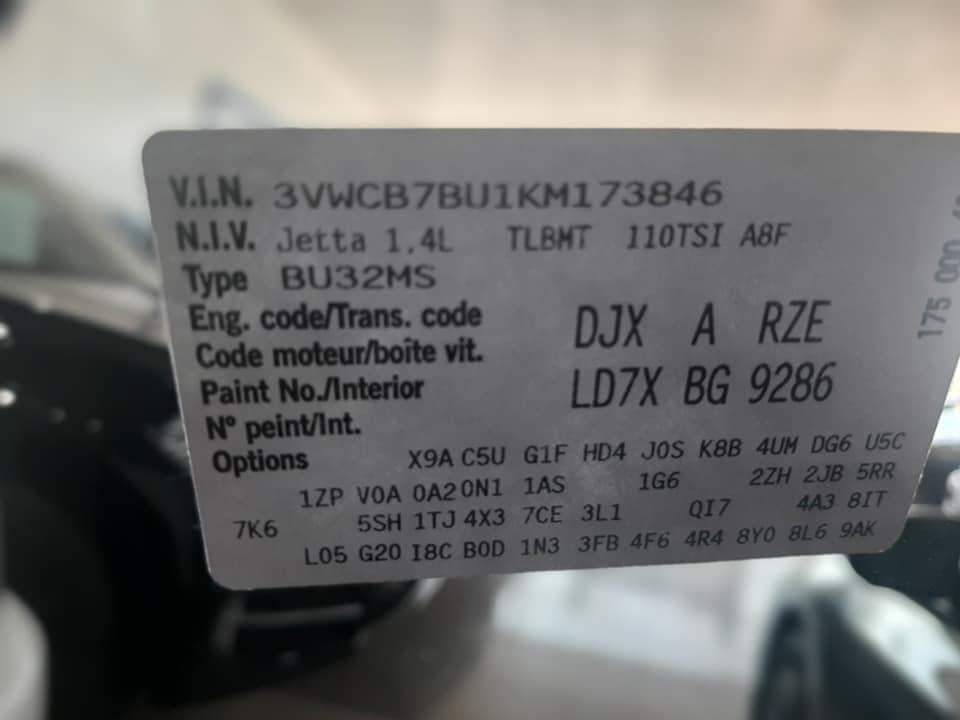 V.I.N. 3VWCB7BU1KM173846
N.I.V. Jetta 1.4L TLBMT 110TSI A8F
Type BU32MS
Eng. code/Trans. code
Code moteur/boîte vit. DJX A RZE
Paint No./Interior LD7X BG 9286
N° peint/Int.
Options X9A C5U G1F HD4 J0S K8B 4UM DG6 U5C
1ZP V0A 0A2 0N1 1AS 1G6 2ZH 2JB 5RR
7K6 5SH 1TJ 4X3 7CE 3L1 QI7 4A3 8IT
L05 G20 I8C B0D 1N3 3FB 4F6 4R4 8Y0 8L6 9AK
175 000